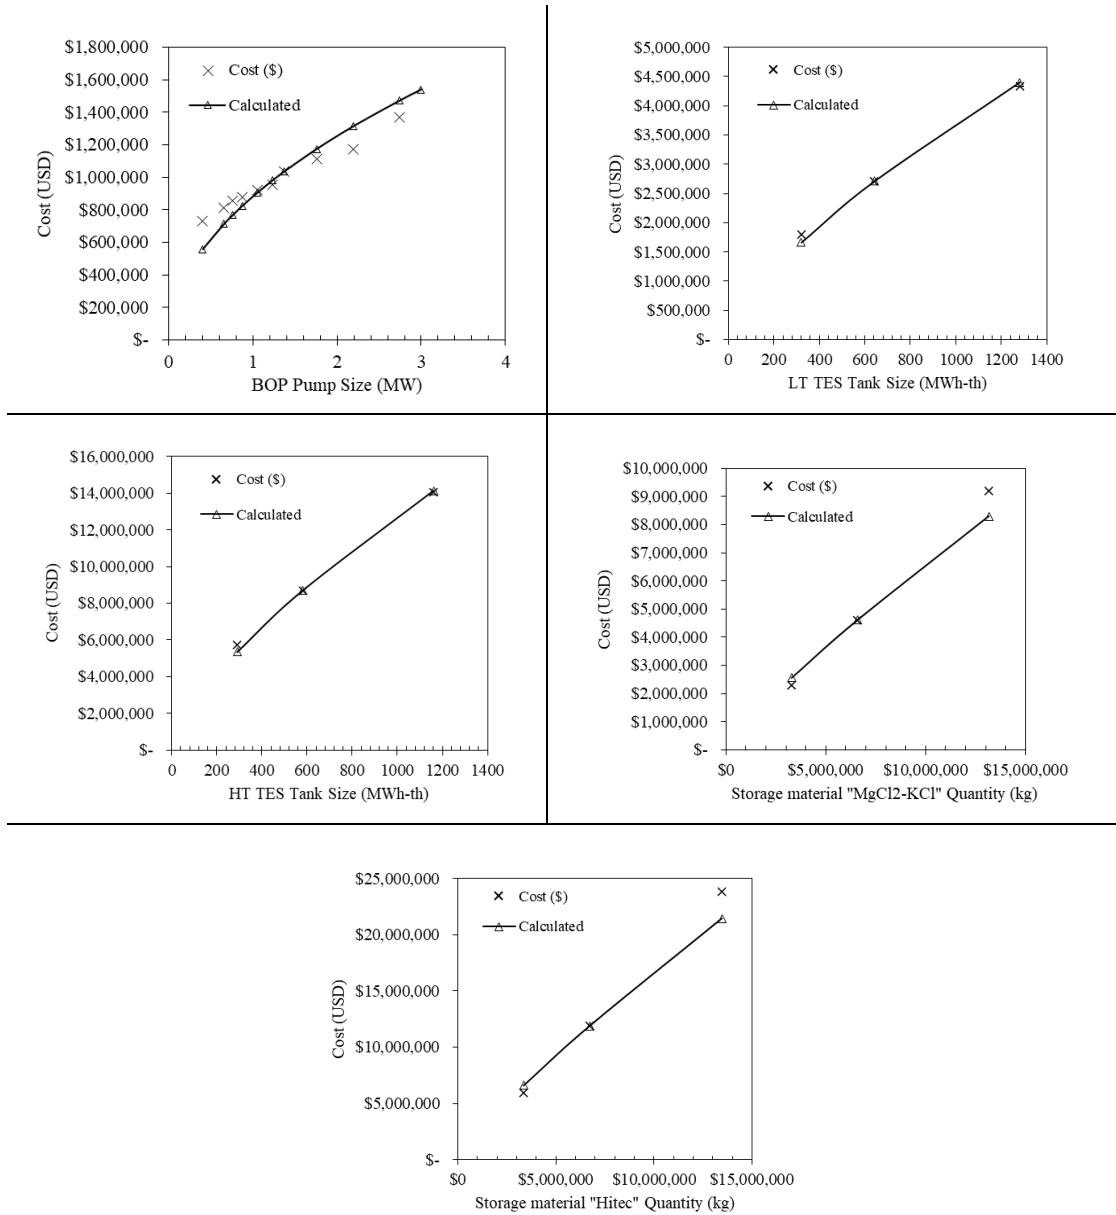 $1,800,000
$1,600,000
$1,400,000
$1,200,000
$1,000,000
$800,000
$600,000
$400,000
$200,000
$-
Cost (USD)
Cost ($)
Calculated
0 1 2 3 4
BOP Pump Size (MW)
$5,000,000
$4,500,000
$4,000,000
$3,500,000
$3,000,000
$2,500,000
$2,000,000
$1,500,000
$1,000,000
$500,000
$-
Cost (USD)
Cost ($)
Calculated
0 200 400 600 800 1000 1200 1400
LT TES Tank Size (MWh-th)
$16,000,000
$14,000,000
$12,000,000
$10,000,000
$8,000,000
$6,000,000
$4,000,000
$2,000,000
$-
Cost (USD)
Cost ($)
Calculated
0 200 400 600 800 1000 1200 1400
HT TES Tank Size (MWh-th)
$10,000,000
$9,000,000
$8,000,000
$7,000,000
$6,000,000
$5,000,000
$4,000,000
$3,000,000
$2,000,000
$1,000,000
$-
Cost (USD)
Cost ($)
Calculated
$0 $5,000,000 $10,000,000 $15,000,000
Storage material "MgCl2-KCl" Quantity (kg)
$25,000,000
$20,000,000
$15,000,000
$10,000,000
$5,000,000
$-
Cost (USD)
Cost ($)
Calculated
$0 $5,000,000 $10,000,000 $15,000,000
Storage material "Hitec" Quantity (kg)